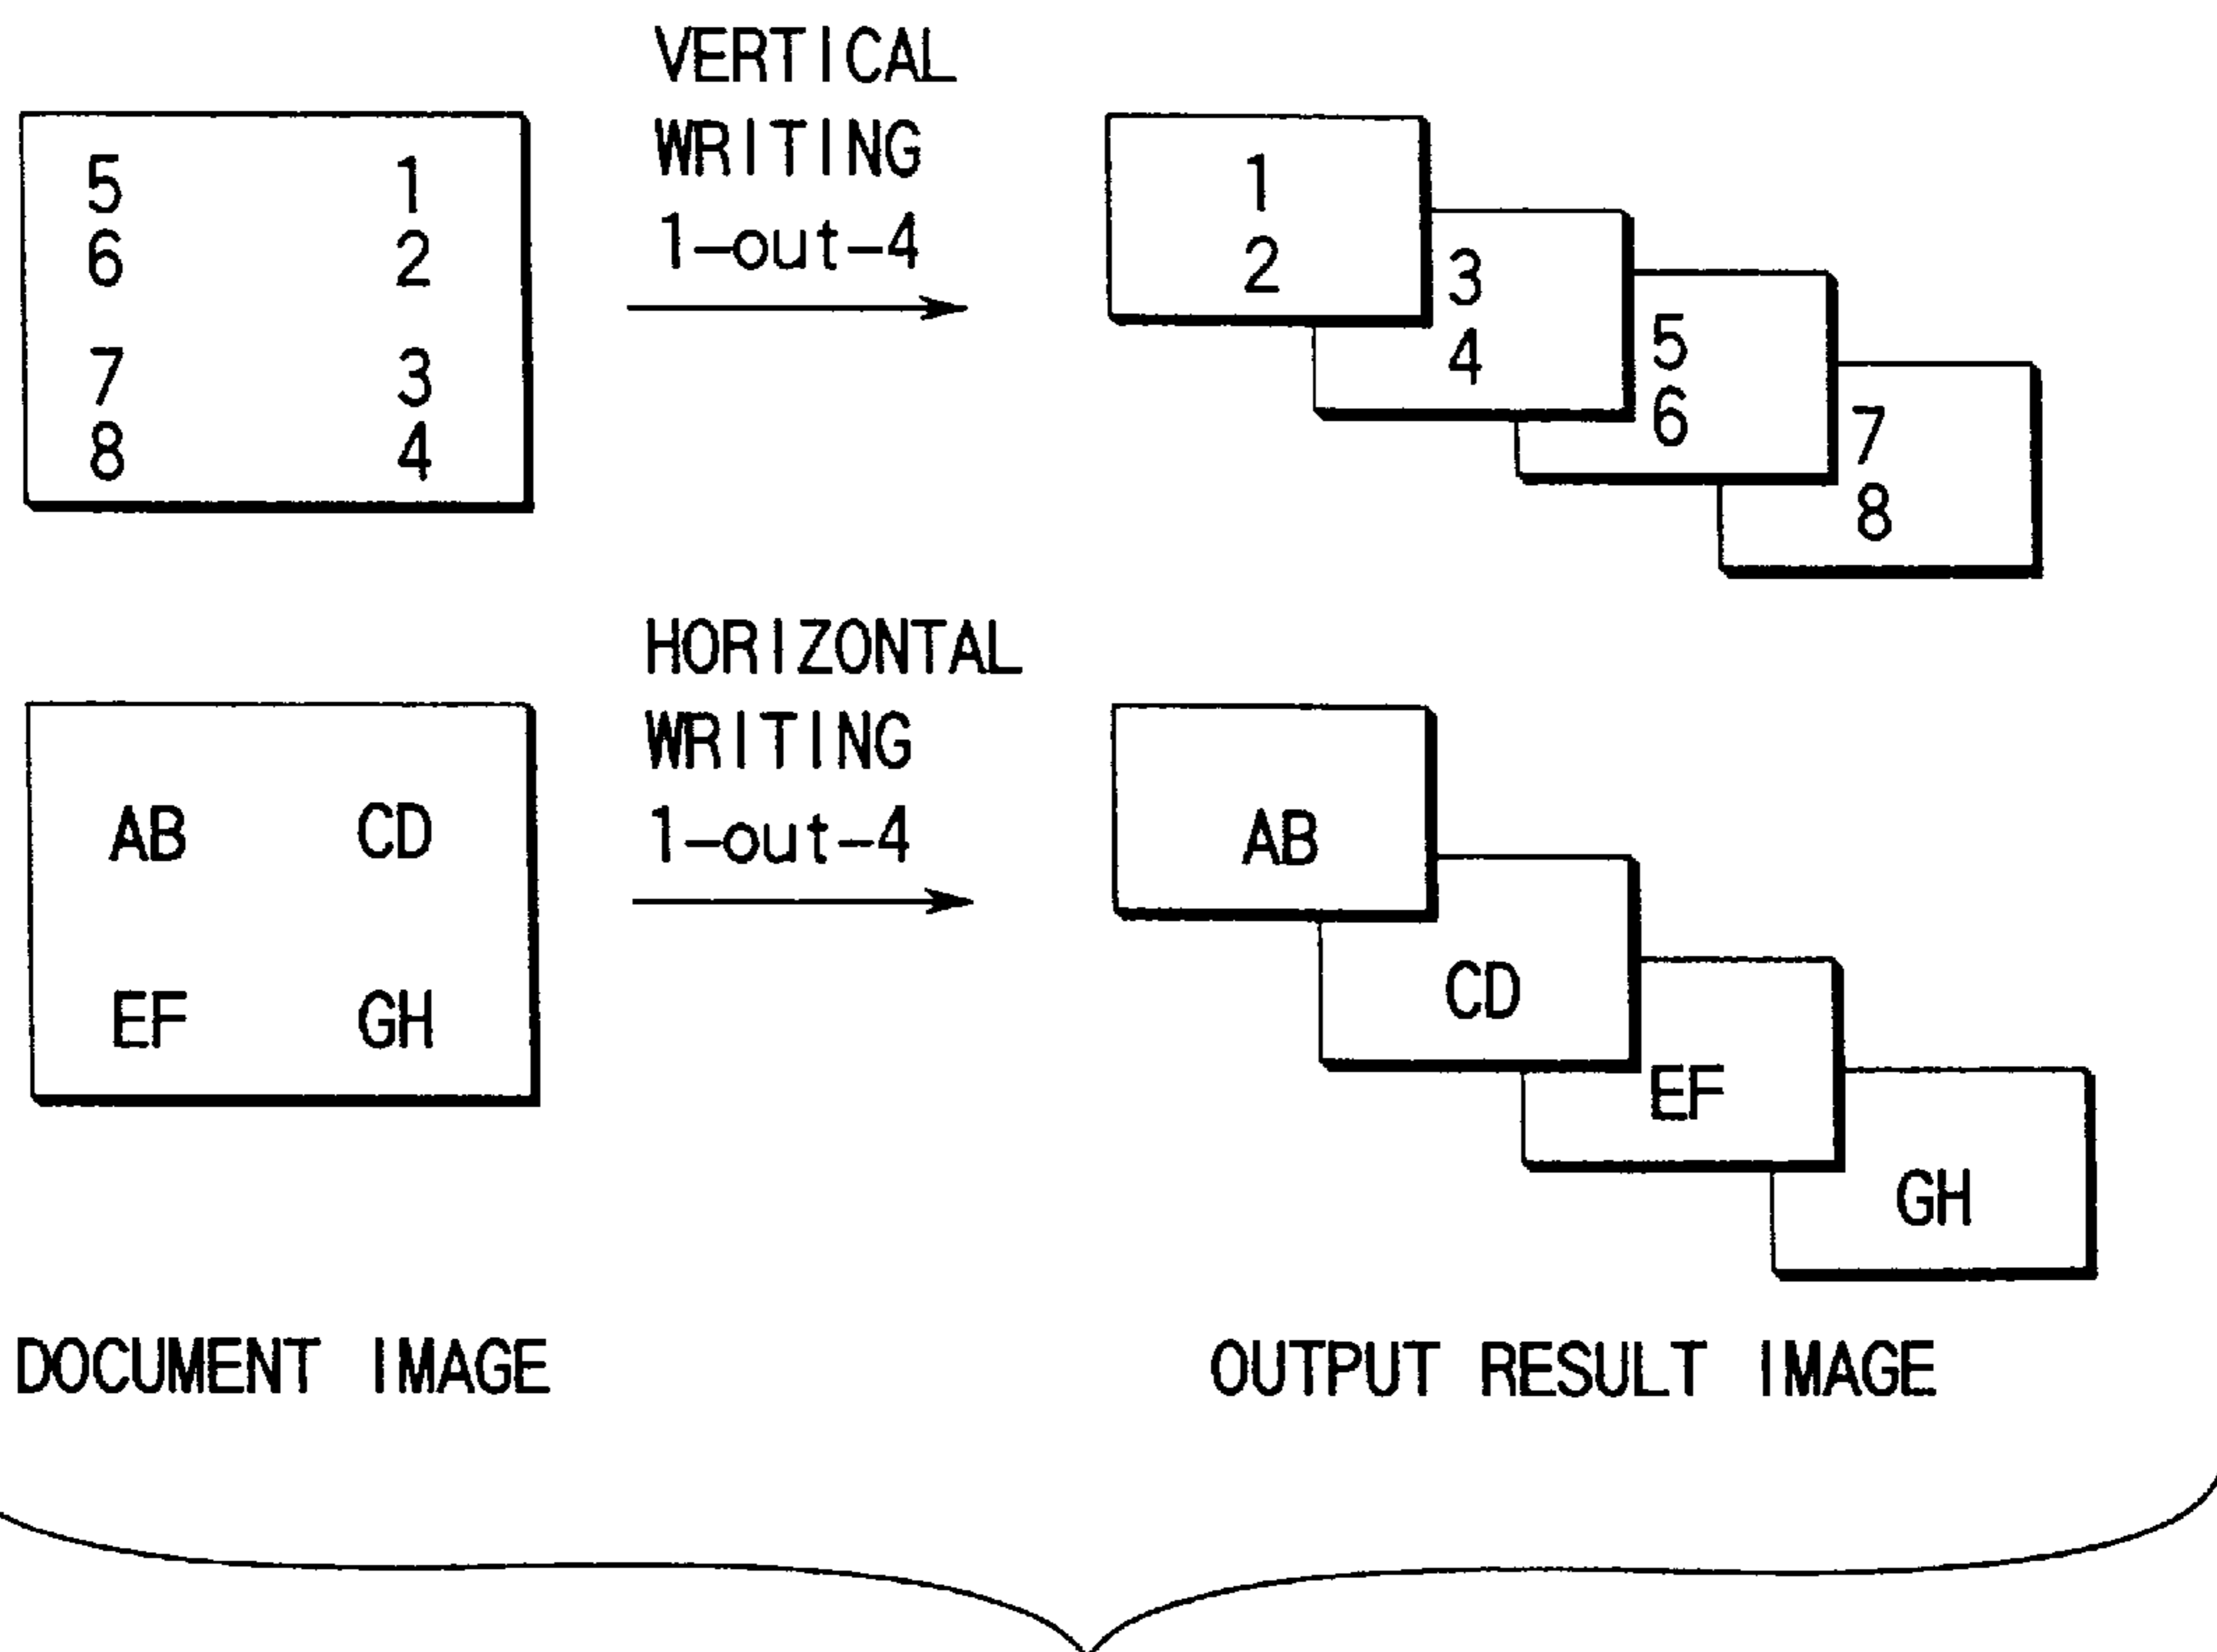 VERTICAL
WRITING
1-out-4
5 1
6 2
7 3
8 4
1
2
3
4
5
6
7
8
HORIZONTAL
WRITING
1-out-4
AB CD
EF GH
AB
CD
EF
GH
DOCUMENT IMAGE
OUTPUT RESULT IMAGE